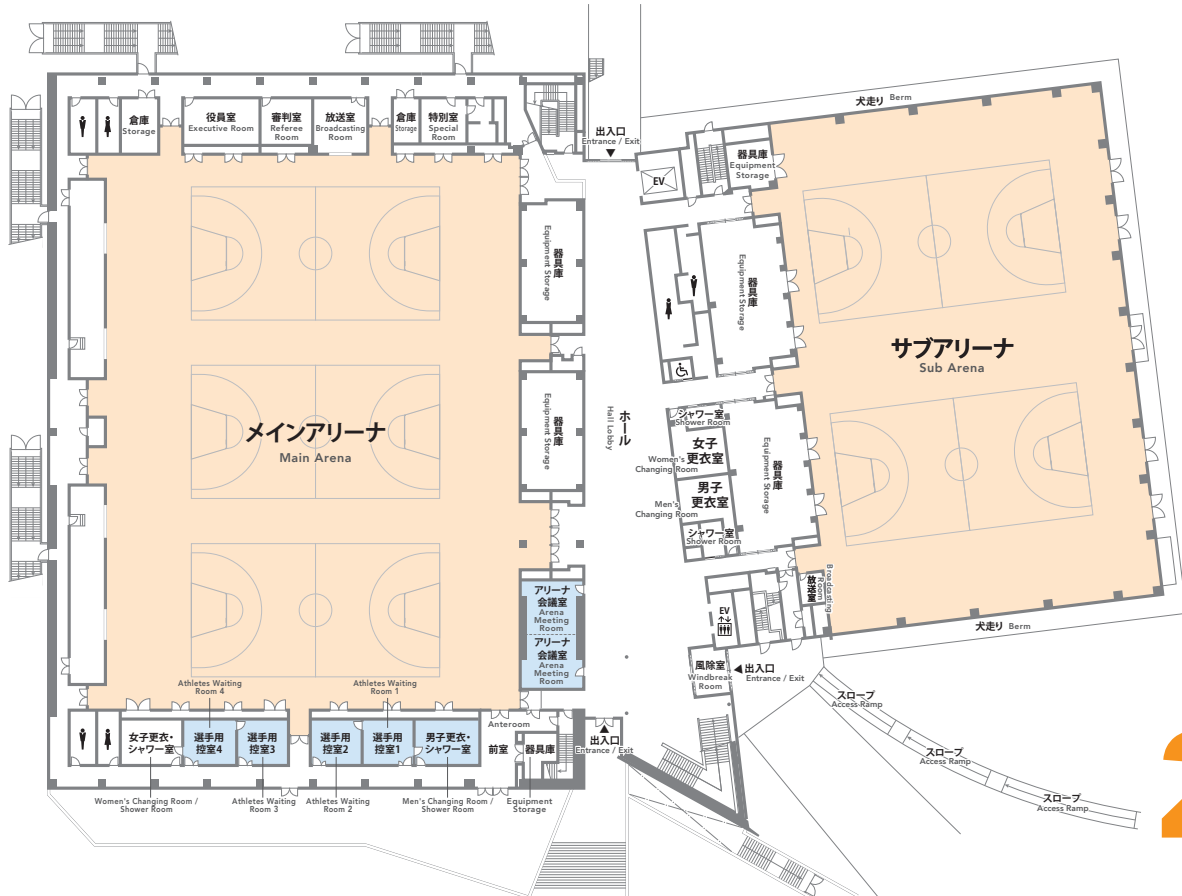 倉庫
Storage
役員室
Executive Room
審判室
Referee
Room
放送室
Broadcasting
Room
倉庫
Storage
特別室
Special
Room
出入口
Entrance / Exit
EV
器具庫
Equipment
Storage
犬走り Berm
器具庫
Equipment Storage
器具庫
Equipment Storage
サブアリーナ
Sub Arena
メインアリーナ
Main Arena
器具庫
Equipment Storage
ホール
Hall Lobby
シャワー室
Shower Room
女子
更衣室
Women's
Changing Room
男子
更衣室
Men's
Changing Room
シャワー室
Shower Room
器具庫
Equipment Storage
アリーナ
会議室
Arena
Meeting
Room
アリーナ
会議室
Arena
Meeting
Room
放送室
Broadcasting
Room
EV
犬走り Berm
風除室
Windbreak
Room
出入口
Entrance / Exit
スロープ
Access Ramp
スロープ
Access Ramp
スロープ
Access Ramp
Athletes Waiting
Room 4
Athletes Waiting
Room 1
Anteroom
女子更衣・
シャワー室
選手用
控室4
選手用
控室3
選手用
控室2
選手用
控室1
男子更衣・
シャワー室
前室
器具庫
出入口
Entrance / Exit
Women's Changing Room /
Shower Room
Athletes Waiting
Room 3
Athletes Waiting
Room 2
Men's Changing Room /
Shower Room
Equipment
Storage